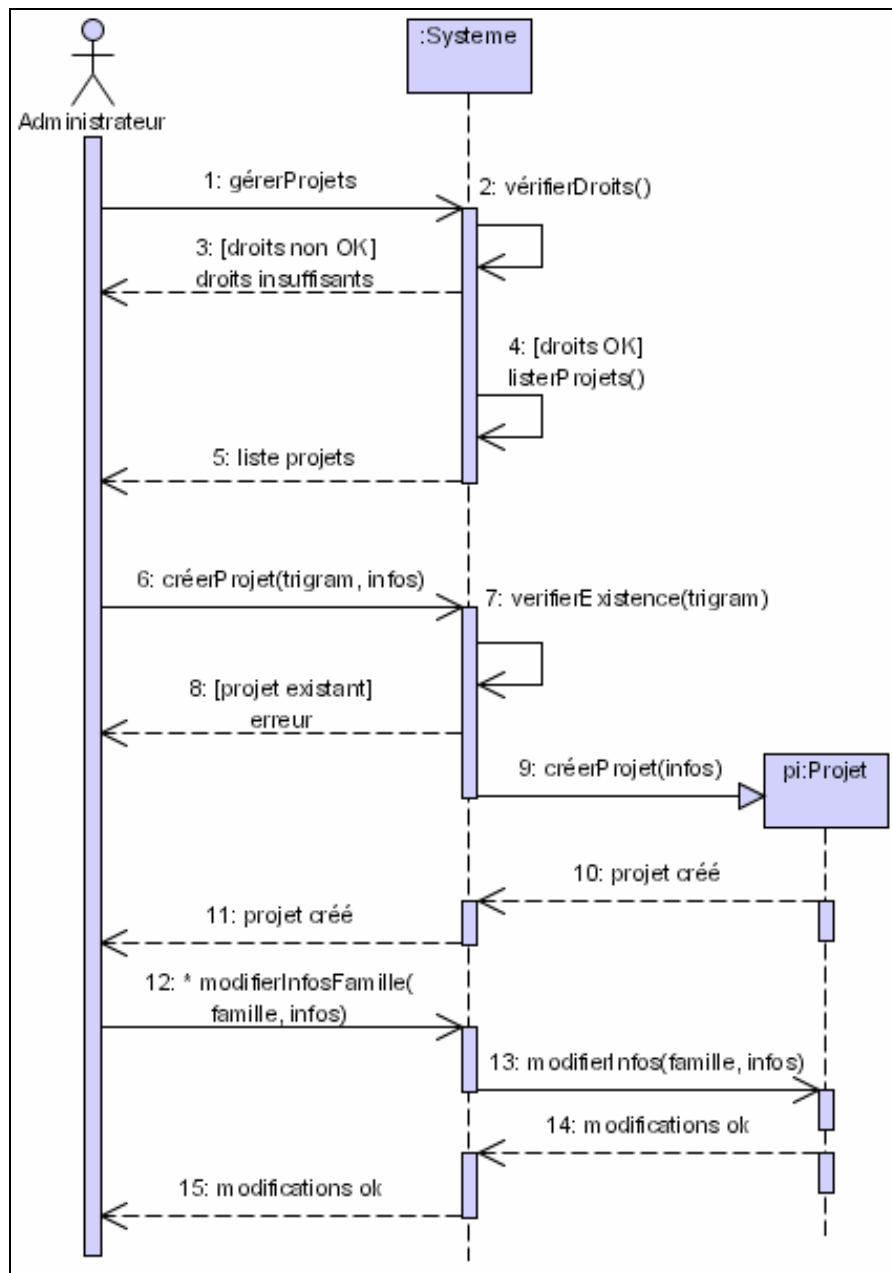 :Systeme
Administrateur
1: gérerProjets
2: vérifierDroits()
3: [droits non OK]
droits insuffisants
4: [droits OK]
listerProjets()
5: liste projets
6: créerProjet(trigram, infos)
7: verifierExistence(trigram)
8: [projet existant]
erreur
9: créerProjet(infos)
pi:Projet
10: projet créé
11: projet créé
12: * modifierInfosFamille(
famille, infos)
13: modifierInfos(famille, infos)
14: modifications ok
15: modifications ok